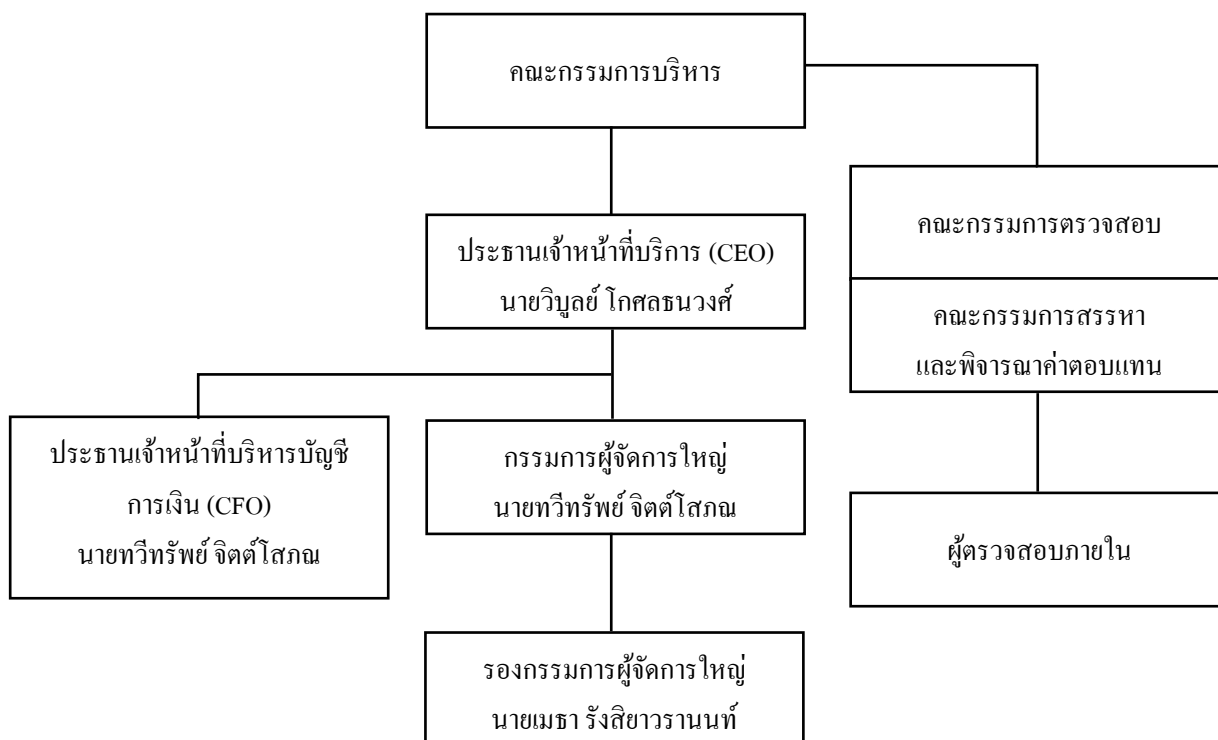 คณะกรรมการบริหาร
คณะกรรมการตรวจสอบ
ประธานเจ้าหน้าที่บริการ (CEO)
นายวิบูลย์ โกศลธนวงศ์
คณะกรรมการสรรหา
และพิจารณาค่าตอบแทน
ประธานเจ้าหน้าที่บริหารบัญชี
การเงิน (CFO)
นายทวีทรัพย์ จิตต์โสภณ
กรรมการผู้จัดการใหญ่
นายทวีทรัพย์ จิตต์โสภณ
ผู้ตรวจสอบภายใน
รองกรรมการผู้จัดการใหญ่
นายเมธา รังสิยาวรานนท์